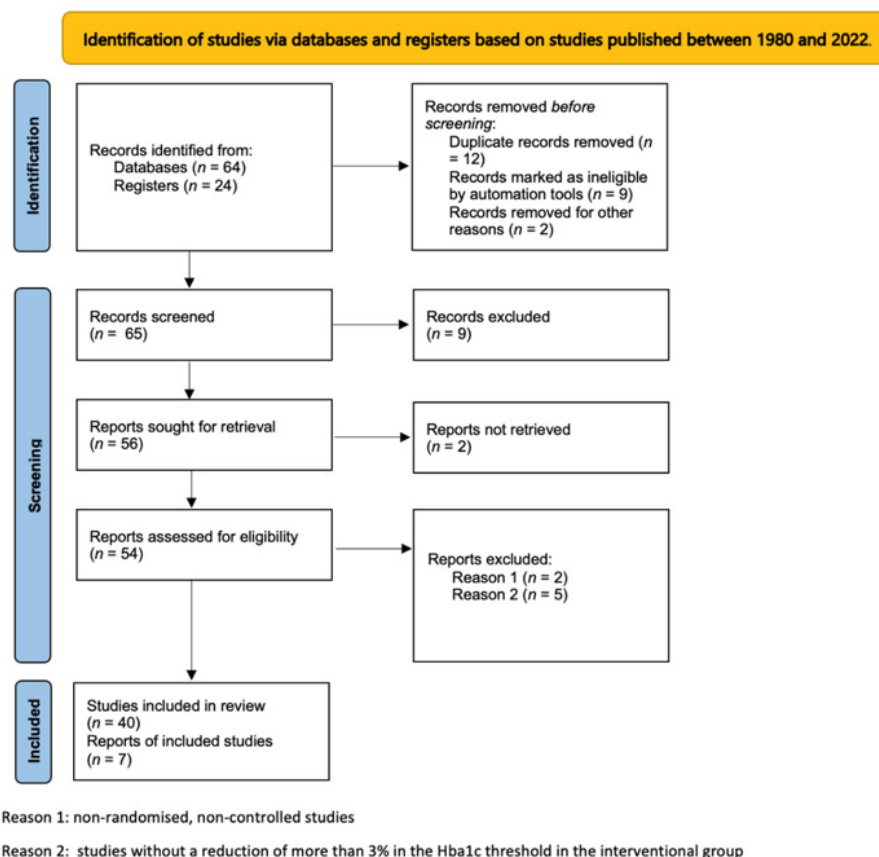 Identification of studies via databases and registers based on studies published between 1980 and 2022.
Identification
Records identified from:
Databases (n = 64)
Registers (n = 24)
Records removed before
screening:
Duplicate records removed (n
= 12)
Records marked as ineligible
by automation tools (n = 9)
Records removed for other
reasons (n = 2)
Screening
Records screened
(n = 65)
Records excluded
(n = 9)
Reports sought for retrieval
(n = 56)
Reports not retrieved
(n = 2)
Reports assessed for eligibility
(n = 54)
Reports excluded:
Reason 1 (n = 2)
Reason 2 (n = 5)
Included
Studies included in review
(n = 40)
Reports of included studies
(n = 7)
Reason 1: non-randomised, non-controlled studies
Reason 2: studies without a reduction of more than 3% in the Hba1c threshold in the interventional group